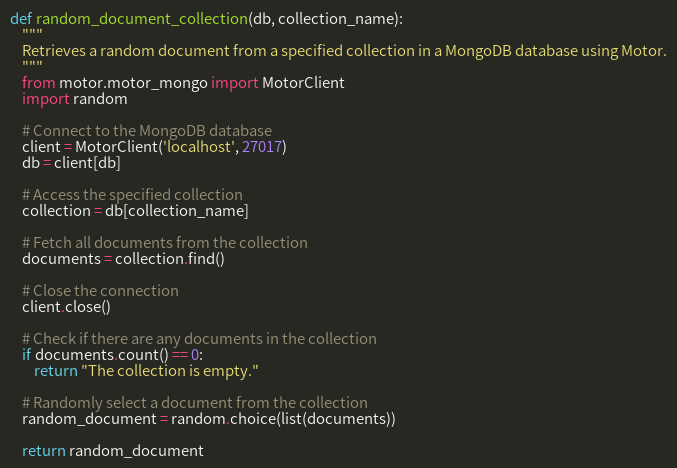 def random_document_collection(db, collection_name):
    """
    Retrieves a random document from a specified collection in a MongoDB database using Motor.
    """
    from motor.motor_mongo import MotorClient
    import random

    # Connect to the MongoDB database
    client = MotorClient('localhost', 27017)
    db = client[db]

    # Access the specified collection
    collection = db[collection_name]

    # Fetch all documents from the collection
    documents = collection.find()

    # Close the connection
    client.close()

    # Check if there are any documents in the collection
    if documents.count() == 0:
        return "The collection is empty."

    # Randomly select a document from the collection
    random_document = random.choice(list(documents))

    return random_document